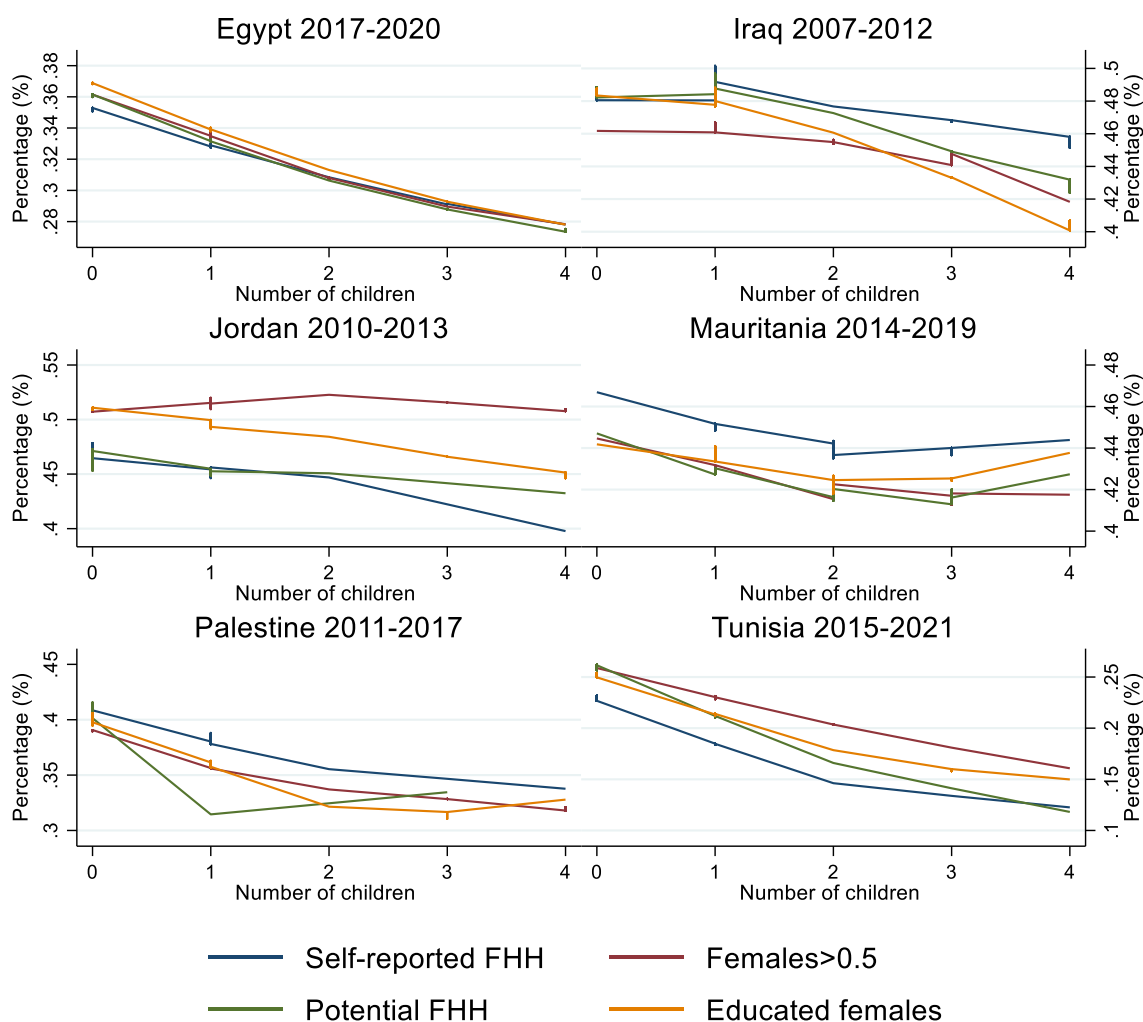 Egypt 2017-2020
Percentage (%)
.28 .3 .32 .34 .36 .38
0 1 2 3 4
Number of children
Iraq 2007-2012
Percentage (%)
.4 .42 .44 .46 .48 .5
0 1 2 3 4
Number of children
Jordan 2010-2013
Percentage (%)
.4 .45 .5 .55
0 1 2 3 4
Number of children
Mauritania 2014-2019
Percentage (%)
.4 .42 .44 .46 .48
0 1 2 3 4
Number of children
Palestine 2011-2017
Percentage (%)
.3 .35 .4 .45
0 1 2 3 4
Number of children
Tunisia 2015-2021
Percentage (%)
.1 .15 .2 .25
0 1 2 3 4
Number of children
Self-reported FHH
Females>0.5
Potential FHH
Educated females